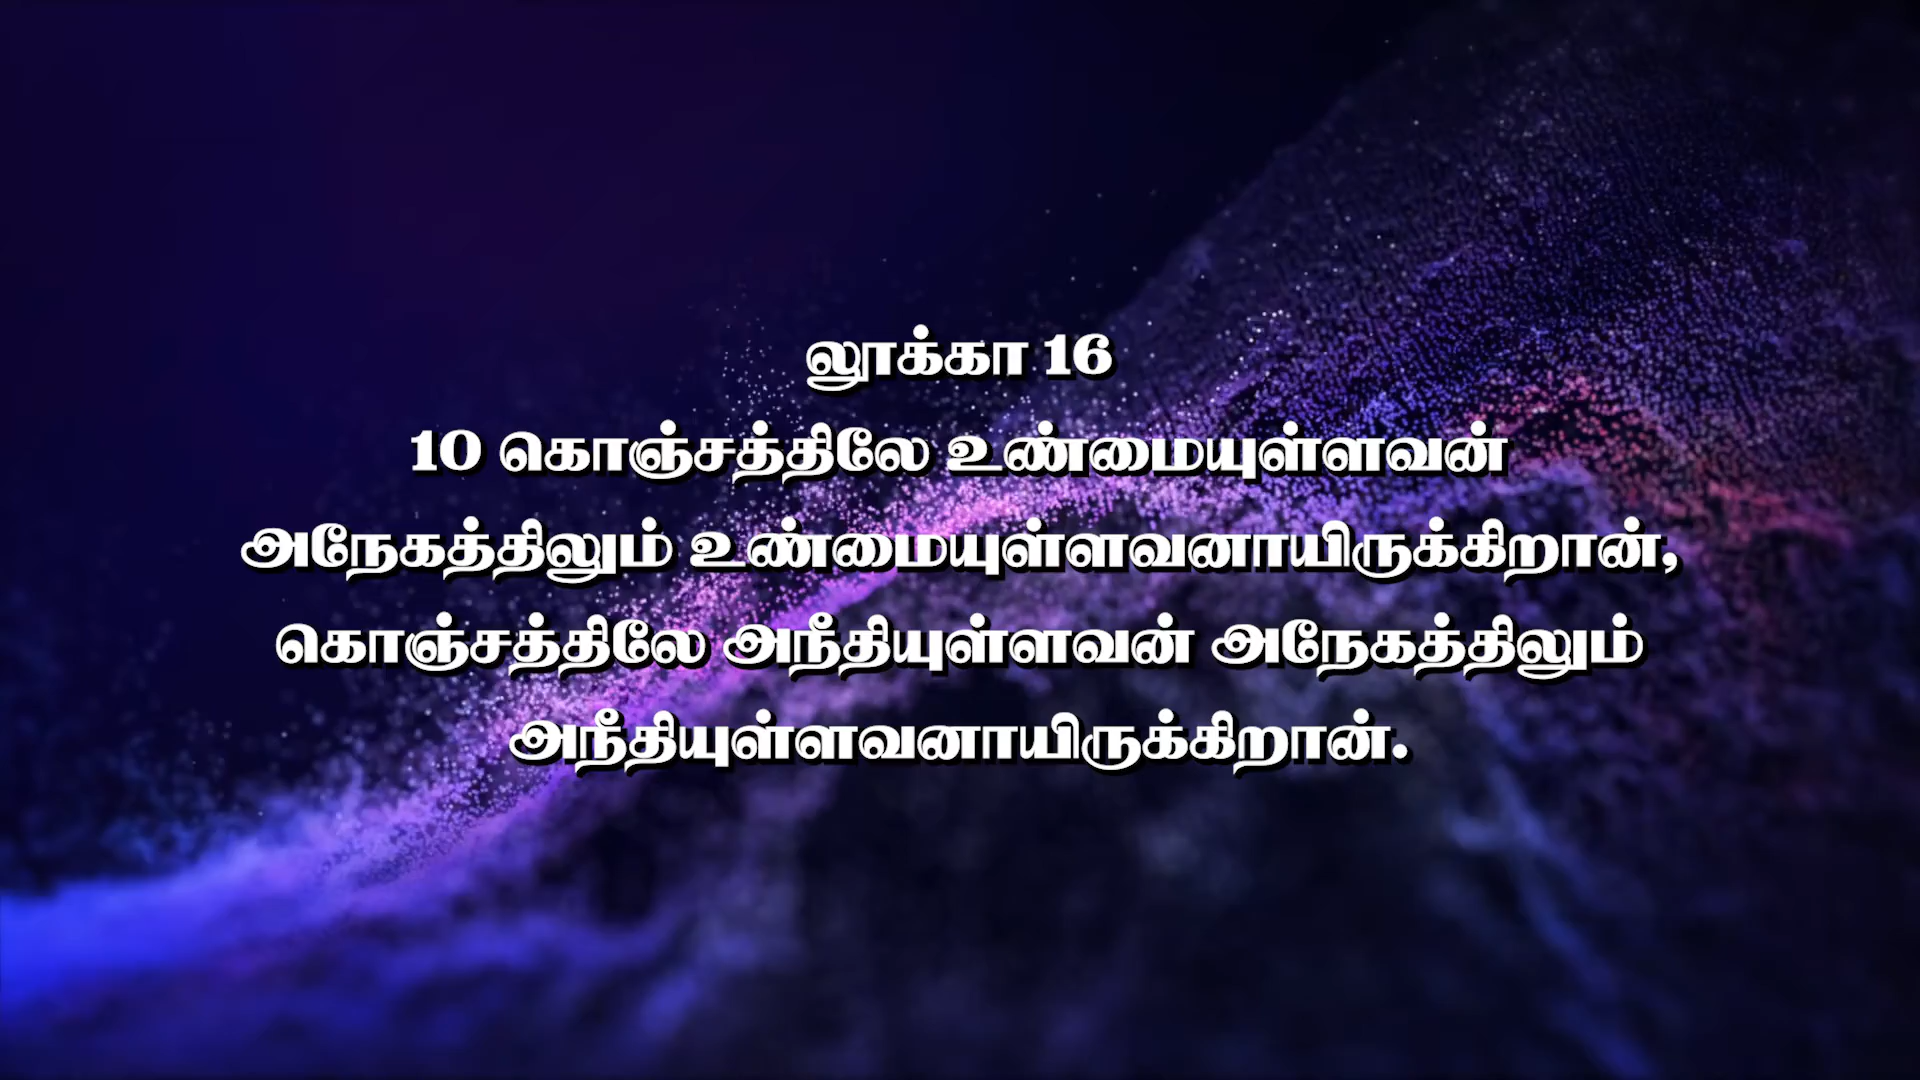 லூக்கா 16
10 கொஞ்சத்திலே உண்மையுள்ளவன்
அநேகத்திலும் உண்மையுள்ளவனாயிருக்கிறான்,
கொஞ்சத்திலே அநீதியுள்ளவன் அநேகத்திலும்
அநீதியுள்ளவனாயிருக்கிறான்.